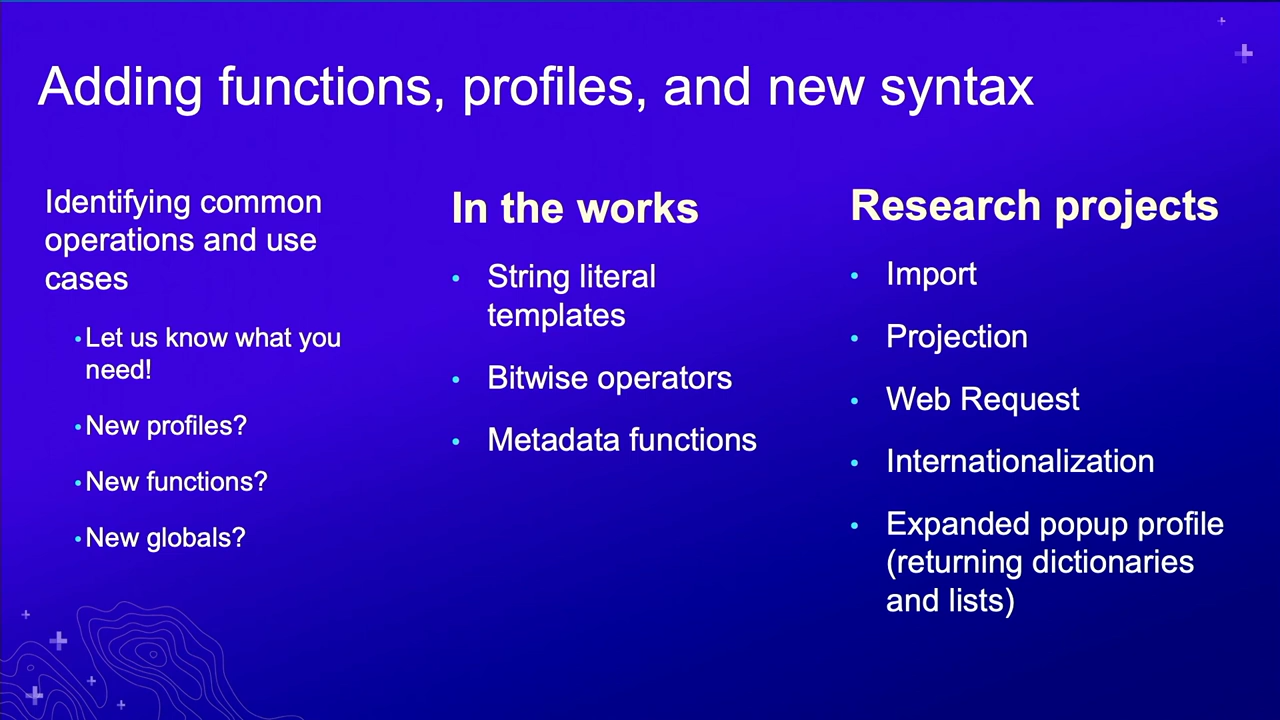 Adding functions, profiles, and new syntax
Identifying common
operations and use
cases
•Let us know what you
need!
•New profiles?
•New functions?
•New globals?
In the works
• String literal
templates
• Bitwise operators
• Metadata functions
Research projects
• Import
• Projection
• Web Request
• Internationalization
• Expanded popup profile
(returning dictionaries
and lists)